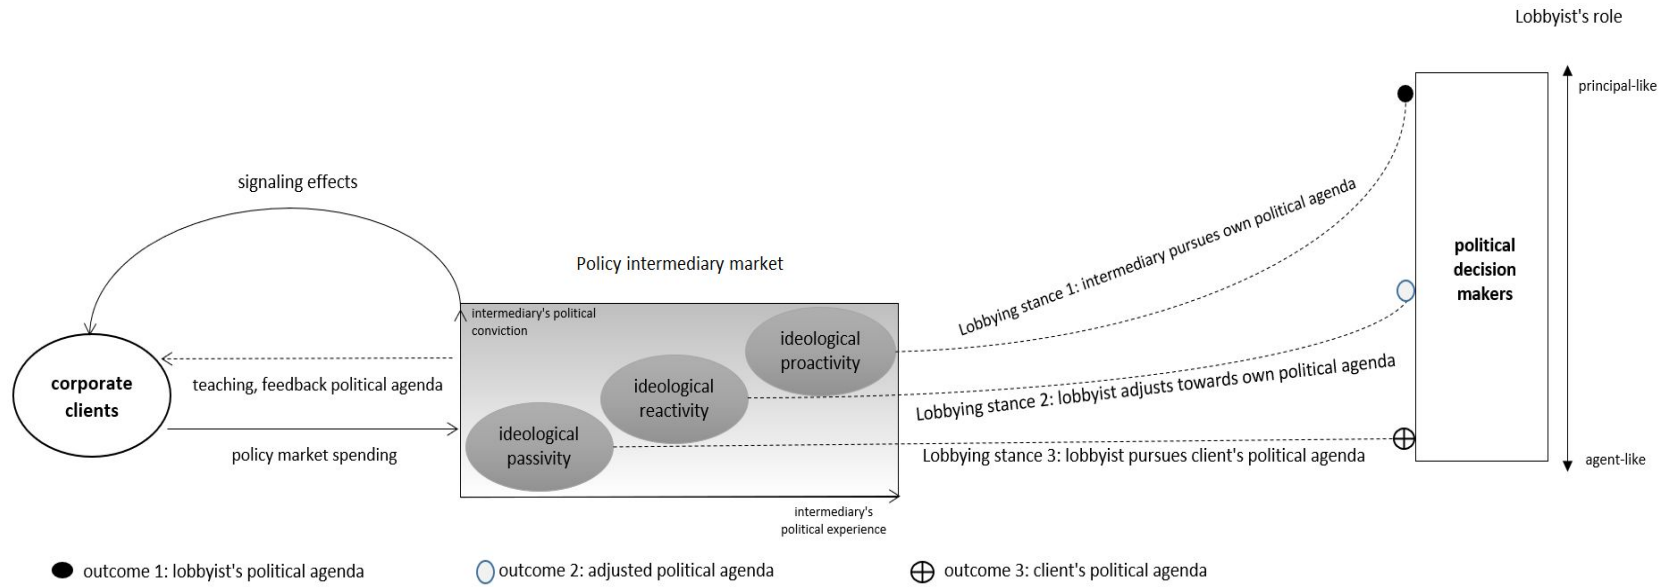 Lobbyist's role
principal-like
signaling effects
Lobbying stance 1: intermediary pursues own political agenda
political
decision
makers
Policy intermediary market
intermediary's political
conviction
ideological
proactivity
ideological
reactivity
ideological
passivity
corporate
clients
teaching, feedback political agenda
policy market spending
Lobbying stance 2: lobbyist adjusts towards own political agenda
Lobbying stance 3: lobbyist pursues client's political agenda
agent-like
intermediary's
political experience
outcome 1: lobbyist's political agenda
outcome 2: adjusted political agenda
outcome 3: client's political agenda